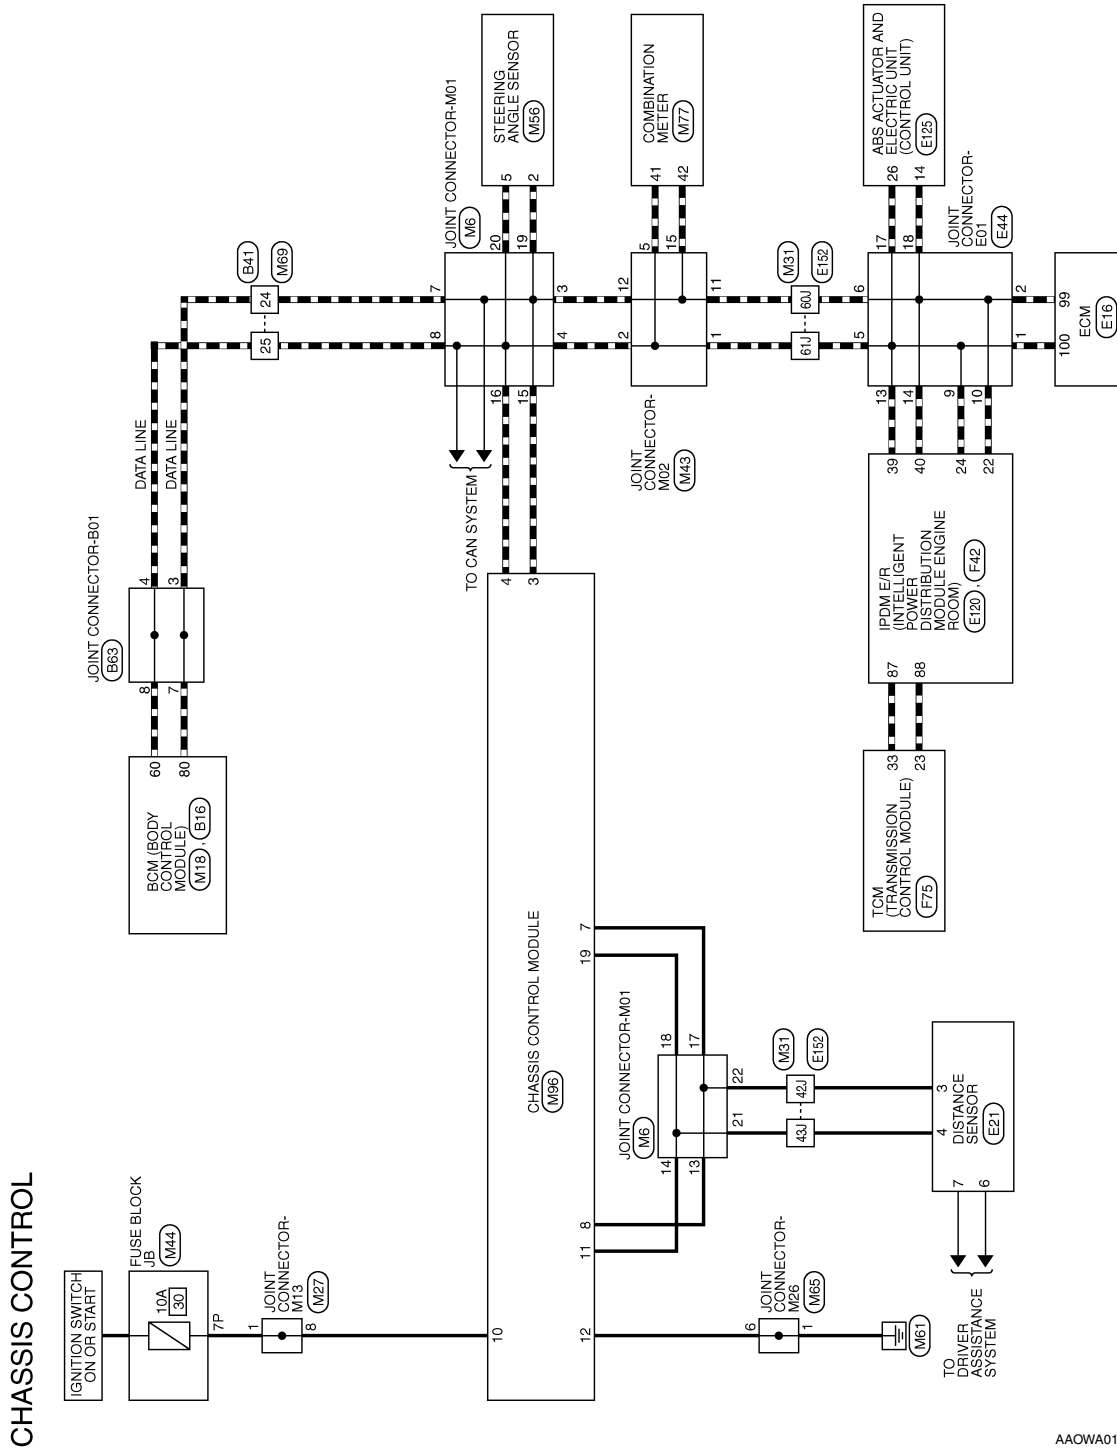 CHASSIS CONTROL
IGNITION SWITCH
ON OR START
FUSE BLOCK
JB
M44
10A
30
7P
1
JOINT
CONNECTOR-
M13
M27
8
10
CHASSIS CONTROL MODULE
M96
12
6
JOINT
CONNECTOR-
M26
M65
1
M61
11
8
19
7
4
3
JOINT CONNECTOR-M01
M6
14
13
18
17
21
22
43J
42J
M31
E152
4
3
DISTANCE
SENSOR
E21
7
6
TO
DRIVER
ASSISTANCE
SYSTEM
BCM (BODY
CONTROL
MODULE)
M18 , B16
60
80
8
7
JOINT CONNECTOR-B01
B63
4
3
DATA LINE
DATA LINE
25
24
B41
M69
JOINT CONNECTOR-M01
M6
8
7
20
19
16
15
4
3
TO CAN SYSTEM
STEERING
ANGLE SENSOR
M56
5
2
COMBINATION
METER
M77
41
42
5
15
2
12
1
11
JOINT
CONNECTOR-
M02
M43
61J
60J
M31
E152
5
6
17
18
13
14
9
10
1
2
JOINT
CONNECTOR-
E01
E44
ABS ACTUATOR AND
ELECTRIC UNIT
(CONTROL UNIT)
E125
26
14
100
99
ECM
E16
39
40
24
22
IPDM E/R
(INTELLIGENT
POWER
DISTRIBUTION
MODULE ENGINE
ROOM)
E120 , F42
87
88
33
23
TCM
(TRANSMISSION
CONTROL MODULE)
F75
AAOWA01